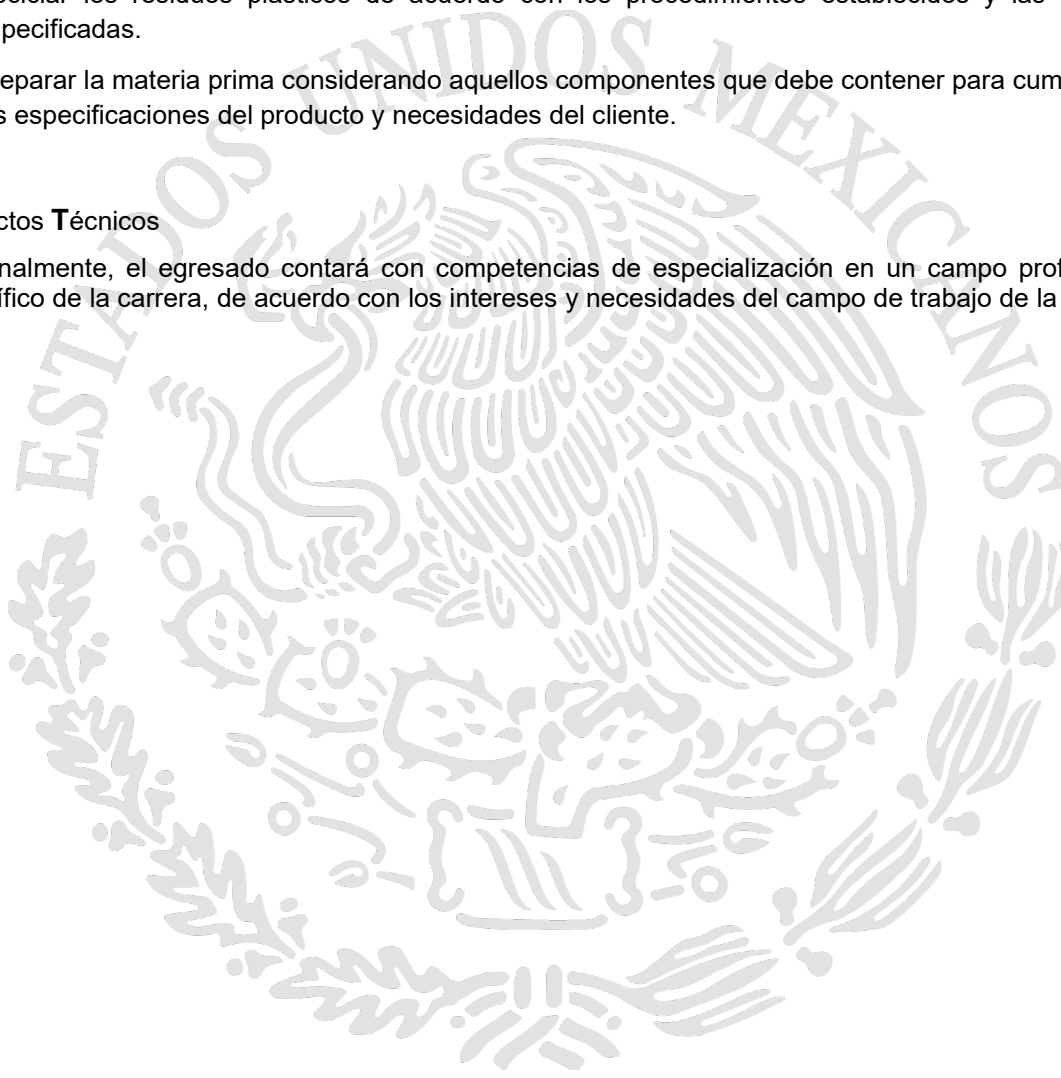 los residuos plásticos de acuerdo con los procedimientos establecidos y las
pecificadas.
eparar la materia prima considerando aquellos componentes que debe contener para cum
s especificaciones del producto y necesidades del cliente.
ctos Técnicos
nalmente, el egresado contará con competencias de especialización en un campo prof
ífico de la carrera, de acuerdo con los intereses y necesidades del campo de trabajo de la
ESTADOS UNIDOS MEXICANOS